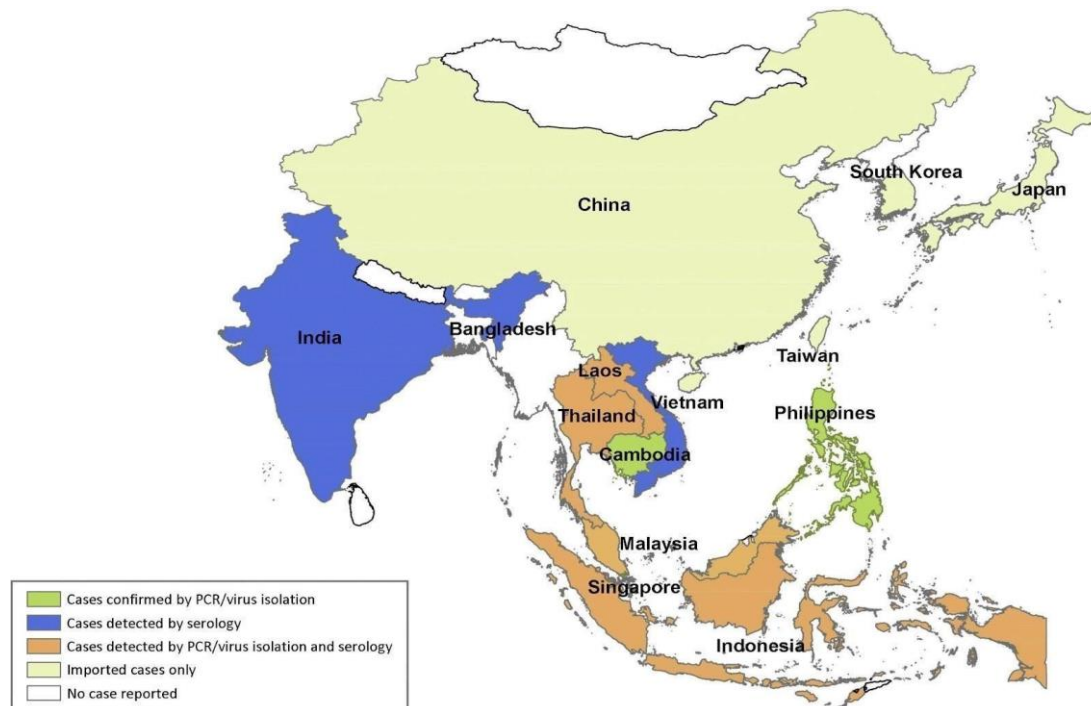 South Korea
Japan
China
India
Bangladesh
Taiwan
Laos
Vietnam
Thailand
Philippines
Cambodia
Malaysia
Singapore
Indonesia
Cases confirmed by PCR/virus isolation
Cases detected by serology
Cases detected by PCR/virus isolation and serology
Imported cases only
No case reported